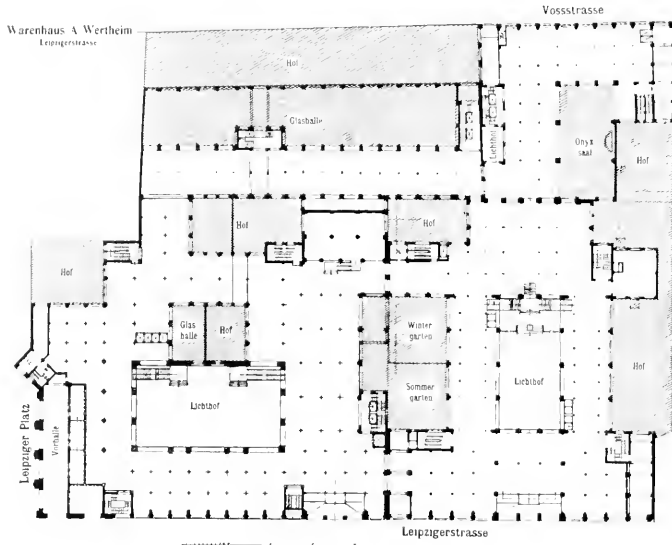 Vossstrasse
Warenhaus A Wertheim
Leipzigerstrasse
Hof
Glashalle
Lichthof
Onyx
saal
Hof
Hof
Hof
Hof
Glas
halle
Hof
Winter
garten
Sommer
garten
Lichthof
Lichthof
Hof
Leipziger Platz
Vorhalle
Leipzigerstrasse